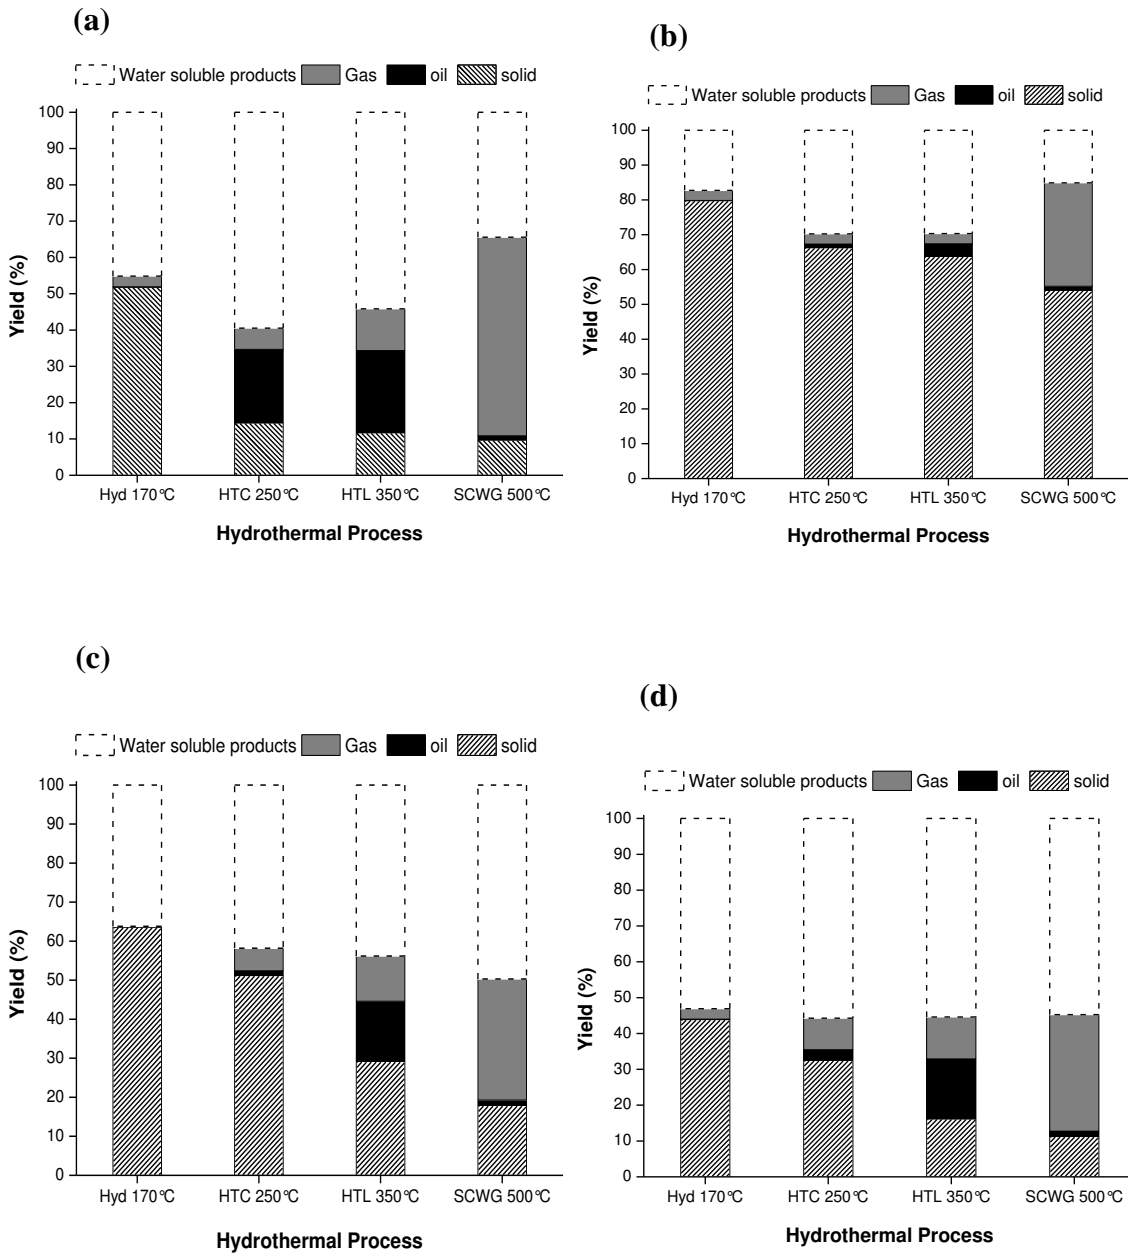 (a)
Water soluble products Gas oil solid
100
90
80
70
60
50
40
30
20
10
0
Yield (%)
Hyd 170°C HTC 250°C HTL 350°C SCWG 500°C
Hydrothermal Process
(b)
Water soluble products Gas oil solid
100
90
80
70
60
50
40
30
20
10
0
Yield (%)
Hyd 170°C HTC 250°C HTL 350°C SCWG 500°C
Hydrothermal Process
(c)
Water soluble products Gas oil solid
100
90
80
70
60
50
40
30
20
10
0
Yield (%)
Hyd 170°C HTC 250°C HTL 350°C SCWG 500°C
Hydrothermal Process
(d)
Water soluble products Gas oil solid
100
90
80
70
60
50
40
30
20
10
0
Yield (%)
Hyd 170°C HTC 250°C HTL 350°C SCWG 500°C
Hydrothermal Process